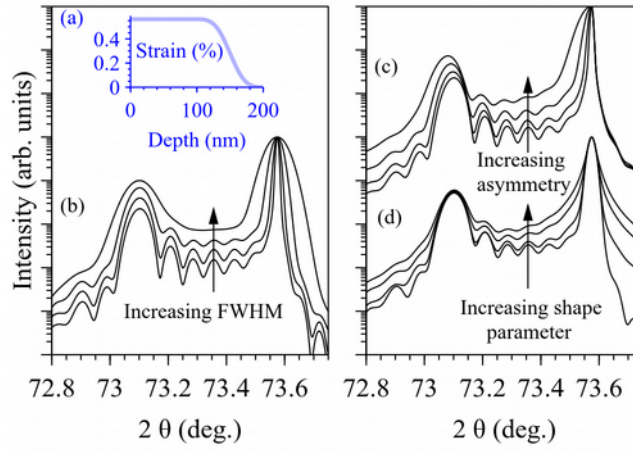 (a)
0.4
0.2
0
Strain (%)
0
100
200
Depth (nm)
(b)
Increasing FWHM
Intensity (arb. units)
72.8
73
73.2
73.4
73.6
2 θ (deg.)
(c)
Increasing
asymmetry
(d)
Increasing shape
parameter
72.8
73
73.2
73.4
73.6
2 θ (deg.)